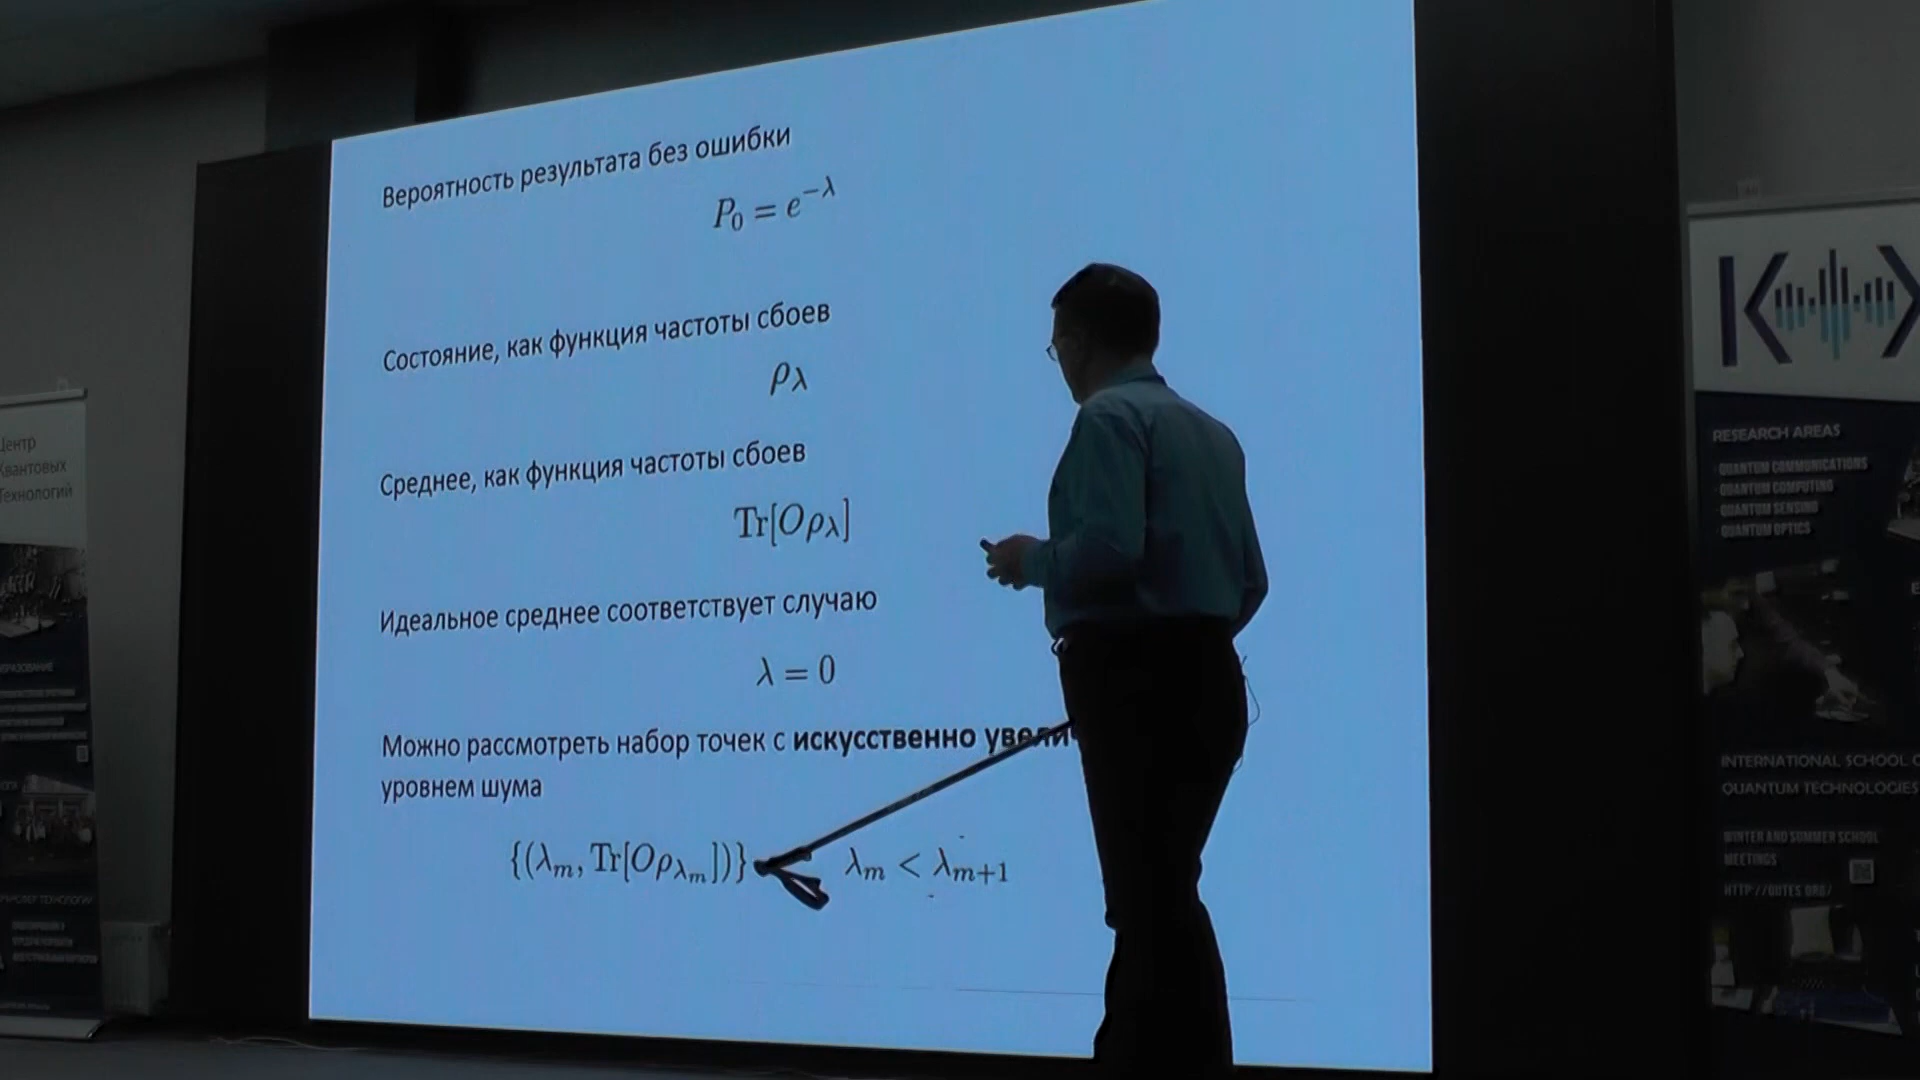 Вероятность результата без ошибки
P₀ = e^{−λ}
Состояние, как функция частоты сбоев
ρ_λ
Среднее, как функция частоты сбоев
Tr[Oρ_λ]
Идеальное среднее соответствует случаю
λ = 0
Можно рассмотреть набор точек с искусственно
уровнем шума
{(λ_m, Tr[Oρ_{λ_m}])} λ_m < λ_{m+1}
Центр
Квантовых
Технологий
RESEARCH AREAS
QUANTUM COMMUNICATIONS
QUANTUM COMPUTING
QUANTUM SENSING
QUANTUM OPTICS
INTERNATIONAL SCHOOL
QUANTUM TECHNOLOGIES
WINTER AND SUMMER SCHOOL
MEETINGS